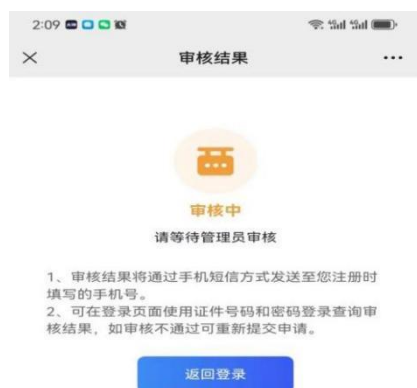 2:09
审核结果
审核中
请等待管理员审核
1、审核结果将通过手机短信方式发送至您注册时
填写的手机号。
2、可在登录页面使用证件号码和密码登录查询审
核结果，如审核不通过可重新提交申请。
返回登录